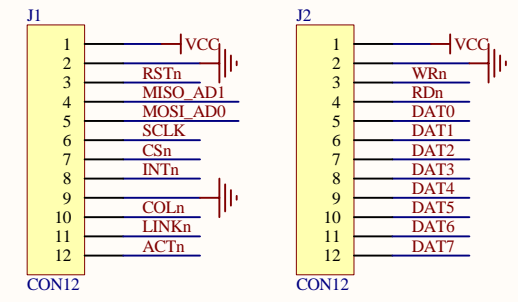 J1
1 VCC
2
3 RSTn
4 MISO_AD1
5 MOSI_AD0
6 SCLK
7 CSn
8 INTn
9
10 COLn
11 LINKn
12 ACTn
CON12
J2
1 VCC
2
3 WRn
4 RDn
5 DAT0
6 DAT1
7 DAT2
8 DAT3
9 DAT4
10 DAT5
11 DAT6
12 DAT7
CON12